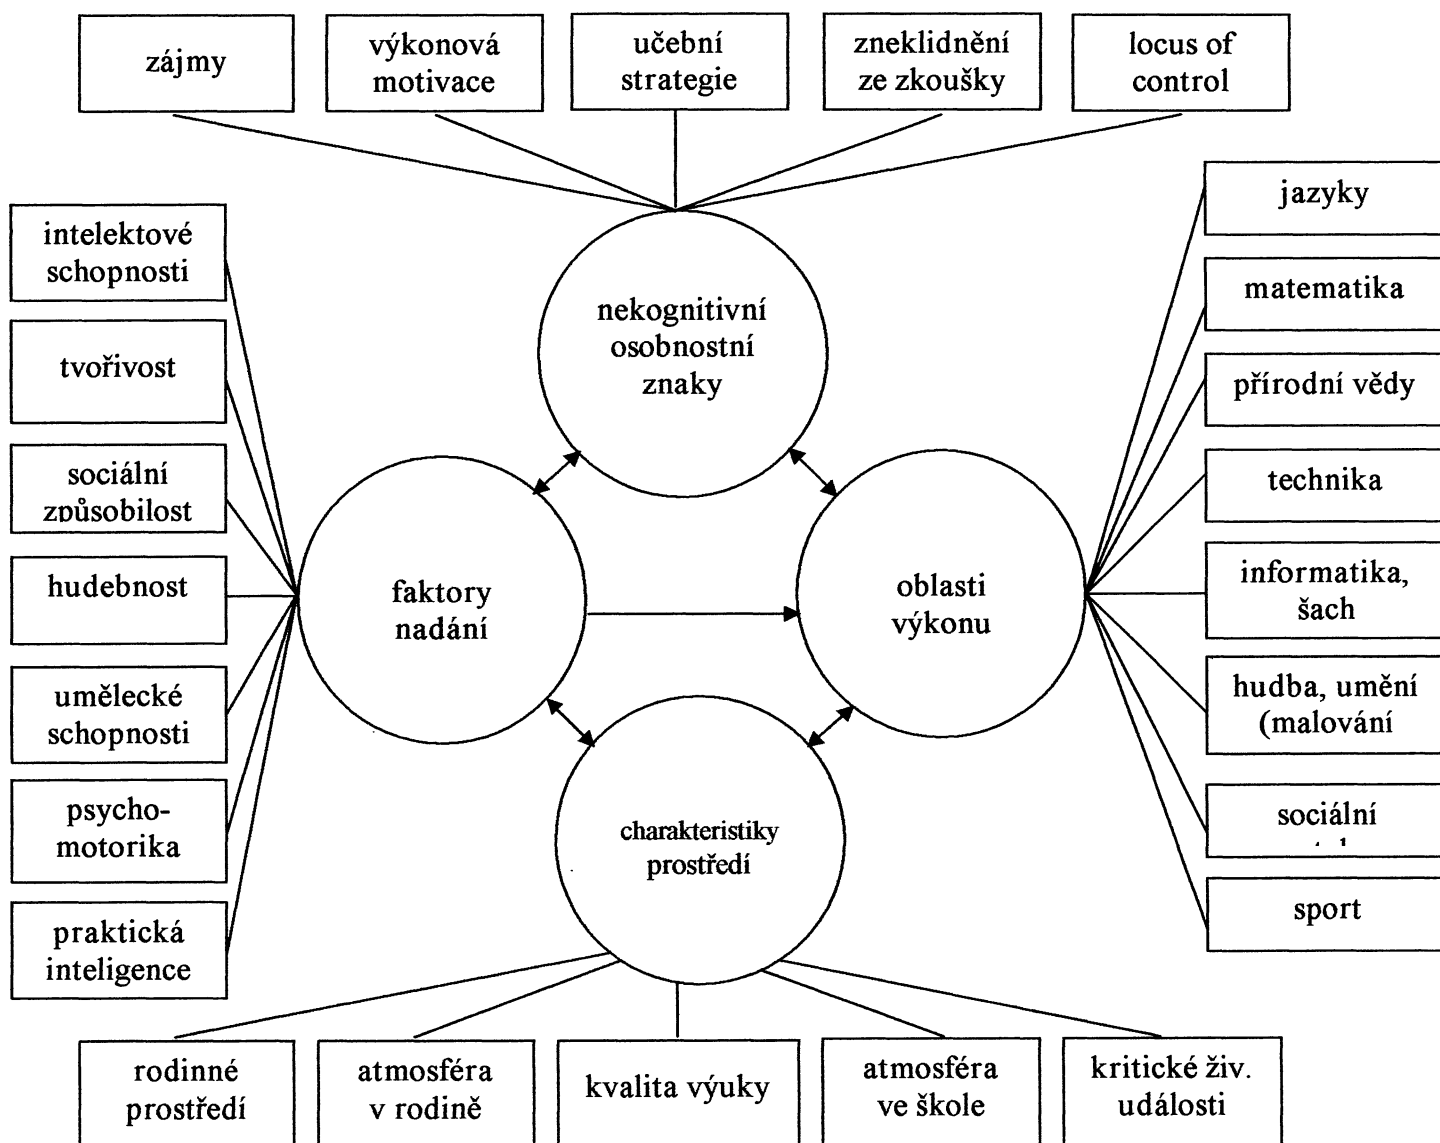 zájmy
výkonová
motivace
učební
strategie
zneklidnění
ze zkoušky
locus of
control
intelektové
schopnosti
tvořivost
sociální
způsobilost
hudebnost
umělecké
schopnosti
psycho-
motorika
praktická
inteligence
nekognitivní
osobnostní
znaky
faktory
nadání
oblasti
výkonu
charakteristiky
prostředí
jazyky
matematika
přírodní vědy
technika
informatika,
šach
hudba, umění
(malování
sociální
sport
rodinné
prostředí
atmosféra
v rodině
kvalita výuky
atmosféra
ve škole
kritické živ.
události